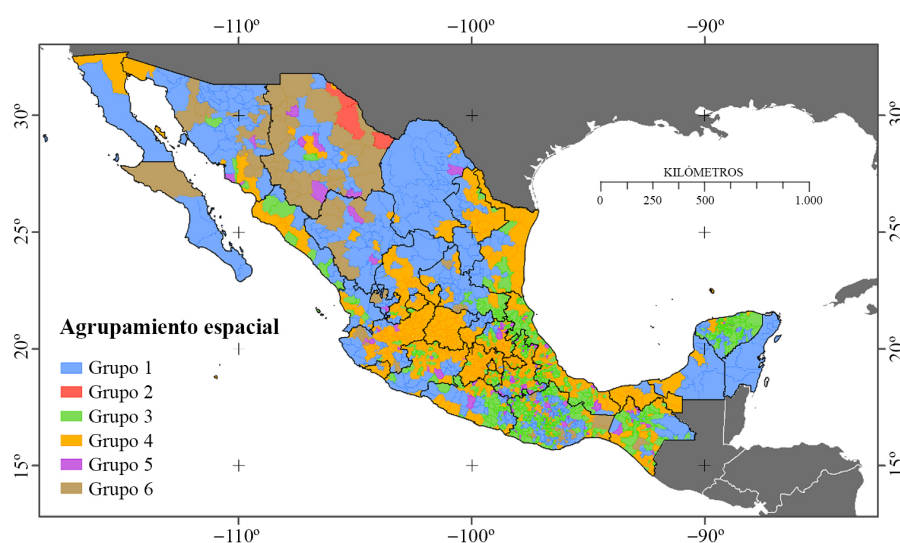 −110º −100º −90º
30º 30º
KILÓMETROS
0 250 500 1.000
25º 25º
Agrupamiento espacial
20º 20º
Grupo 1
Grupo 2
Grupo 3
Grupo 4
Grupo 5
Grupo 6
15º 15º
−110º −100º −90º